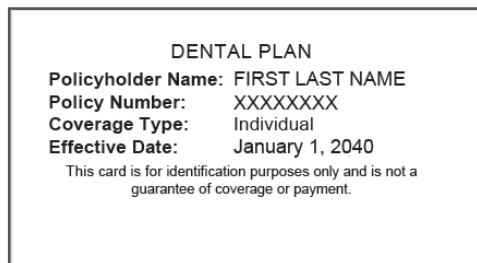 DENTAL PLAN
Policyholder Name: FIRST LAST NAME
Policy Number: XXXXXXXX
Coverage Type: Individual
Effective Date: January 1, 2040
This card is for identification purposes only and is not a
guarantee of coverage or payment.